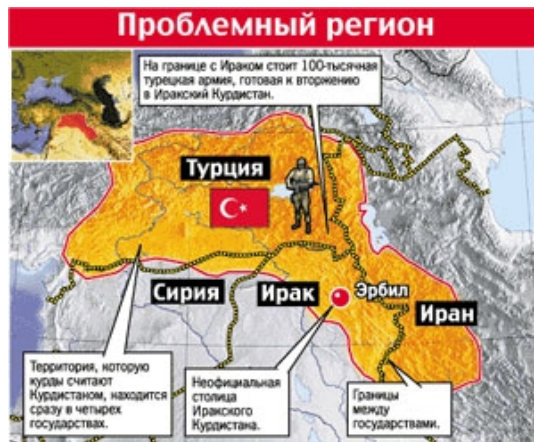 Проблемный регион
На границе с Ираком стоит 100-тысячная
турецкая армия, готовая к вторжению
в Иракский Курдистан.
Турция
Сирия
Ирак
Эрбил
Иран
Территория, которую
курды считают
Курдистаном, находится
сразу в четырех
государствах.
Неофициальная
столица
Иракского
Курдистана.
Границы
между
государствами.